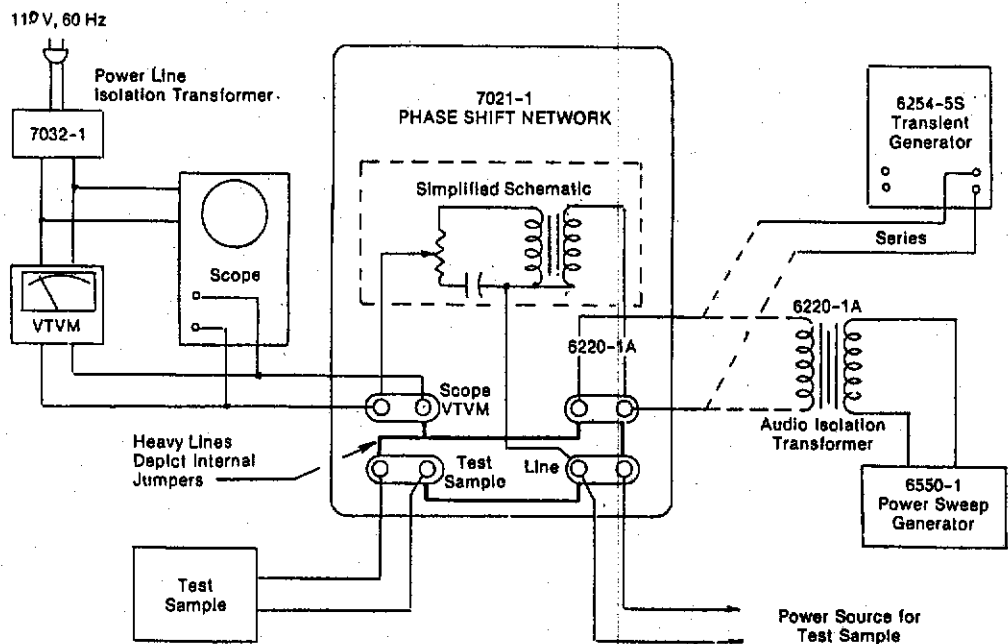 110 V, 60 Hz
Power Line
Isolation Transformer
7032-1
Scope
VTVM
7021-1
PHASE SHIFT NETWORK
Simplified Schematic
6220-1A
Scope
VTVM
Heavy Lines
Depict Internal
Jumpers
Test
Sample
Line
Test
Sample
6254-5S
Transient
Generator
Series
6220-1A
Audio Isolation
Transformer
6550-1
Power Sweep
Generator
Power Source for
Test Sample